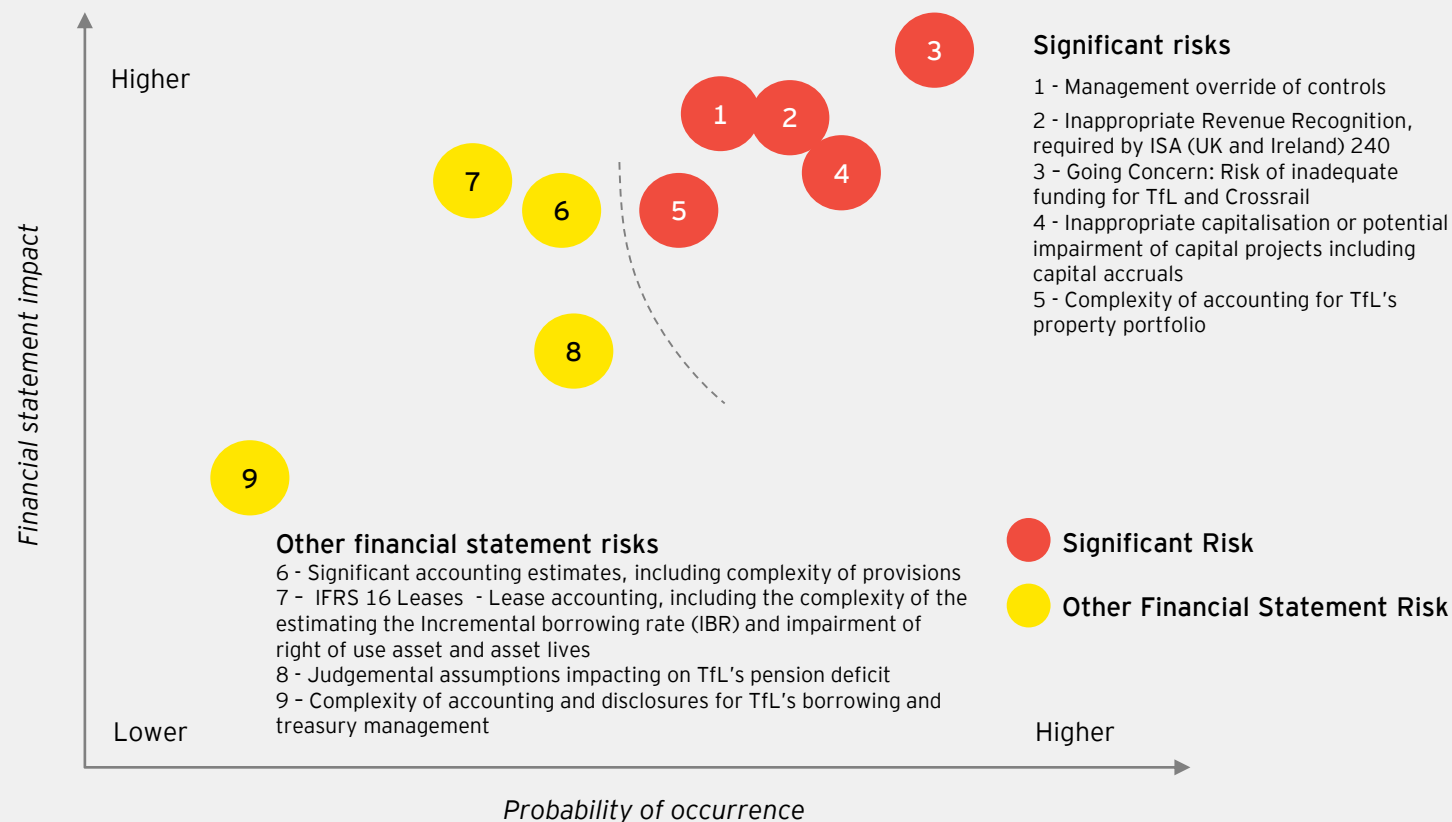 Financial statement impact
Higher
3
1
2
4
7
6
5
8
9
Significant risks
1 - Management override of controls
2 - Inappropriate Revenue Recognition,
required by ISA (UK and Ireland) 240
3 – Going Concern: Risk of inadequate
funding for TfL and Crossrail
4 - Inappropriate capitalisation or potential
impairment of capital projects including
capital accruals
5 - Complexity of accounting for TfL's
property portfolio
Other financial statement risks
6 - Significant accounting estimates, including complexity of provisions
7 – IFRS 16 Leases - Lease accounting, including the complexity of the
estimating the Incremental borrowing rate (IBR) and impairment of
right of use asset and asset lives
8 - Judgemental assumptions impacting on TfL's pension deficit
9 – Complexity of accounting and disclosures for TfL's borrowing and
treasury management
Significant Risk
Other Financial Statement Risk
Lower
Higher
Probability of occurrence